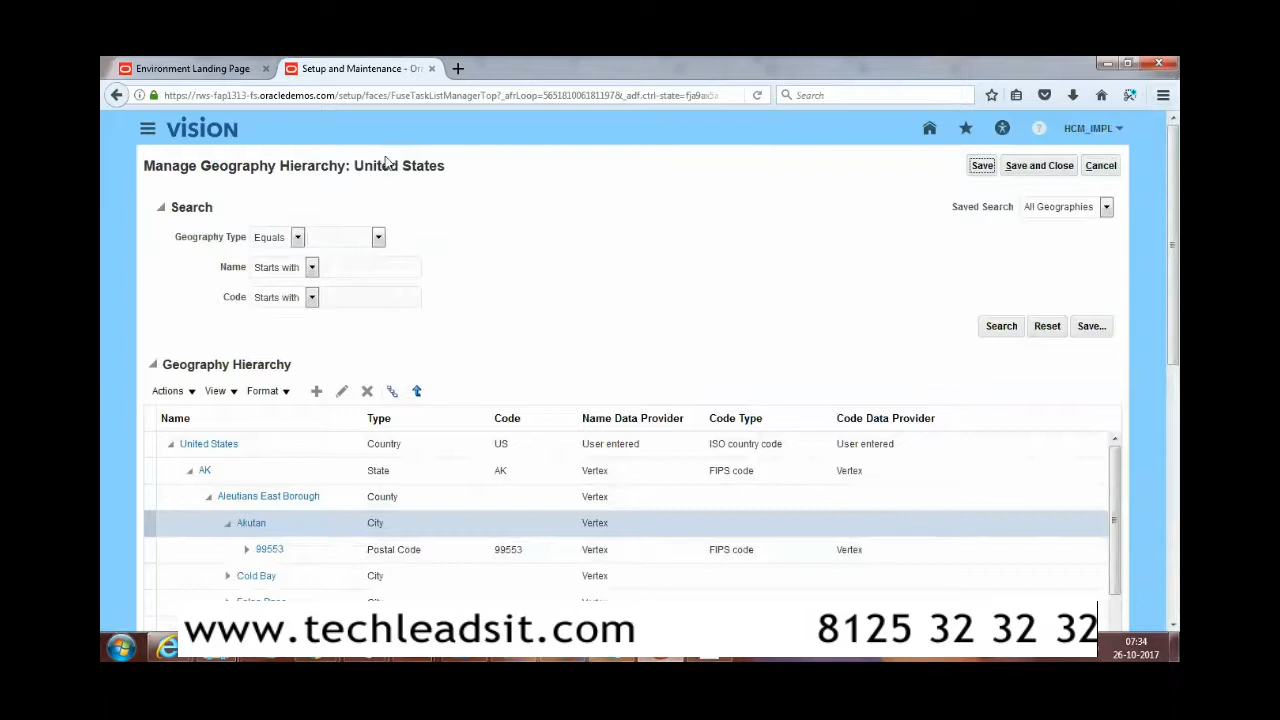 Environment Landing Page × Setup and Maintenance - Or × +
https://rws-fap1313-fs.oracledemos.com/setup/faces/FuseTaskListManagerTop?_afrLoop=5651810061811197&_adf.ctrl-state=fja9
Search
VISION
HCM_IMPL
Manage Geography Hierarchy: United States
Save Save and Close Cancel
Search
Saved Search All Geographies
Geography Type Equals
Name Starts with
Code Starts with
Search Reset Save...
Geography Hierarchy
Actions View Format
Name Type Code Name Data Provider Code Type Code Data Provider
United States Country US User entered ISO country code User entered
AK State AK Vertex FIPS code Vertex
Aleutians East Borough County Vertex
Akutan City Vertex
99553 Postal Code 99553 Vertex FIPS code Vertex
Cold Bay City Vertex
www.techleadsit.com 8125 32 32 32
07:34
26-10-2017